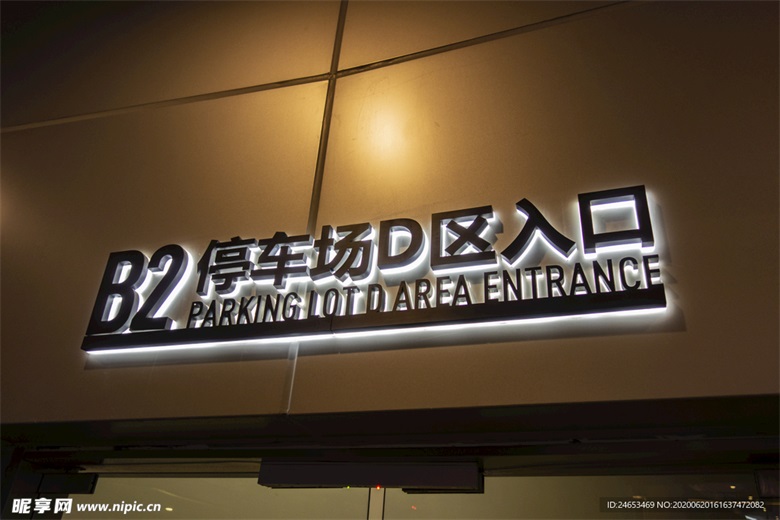 B2 停车场D区入口
PARKING LOT D AREA ENTRANCE
昵享网 www.nipic.cn
ID:24653469 NO:20200620161637472082